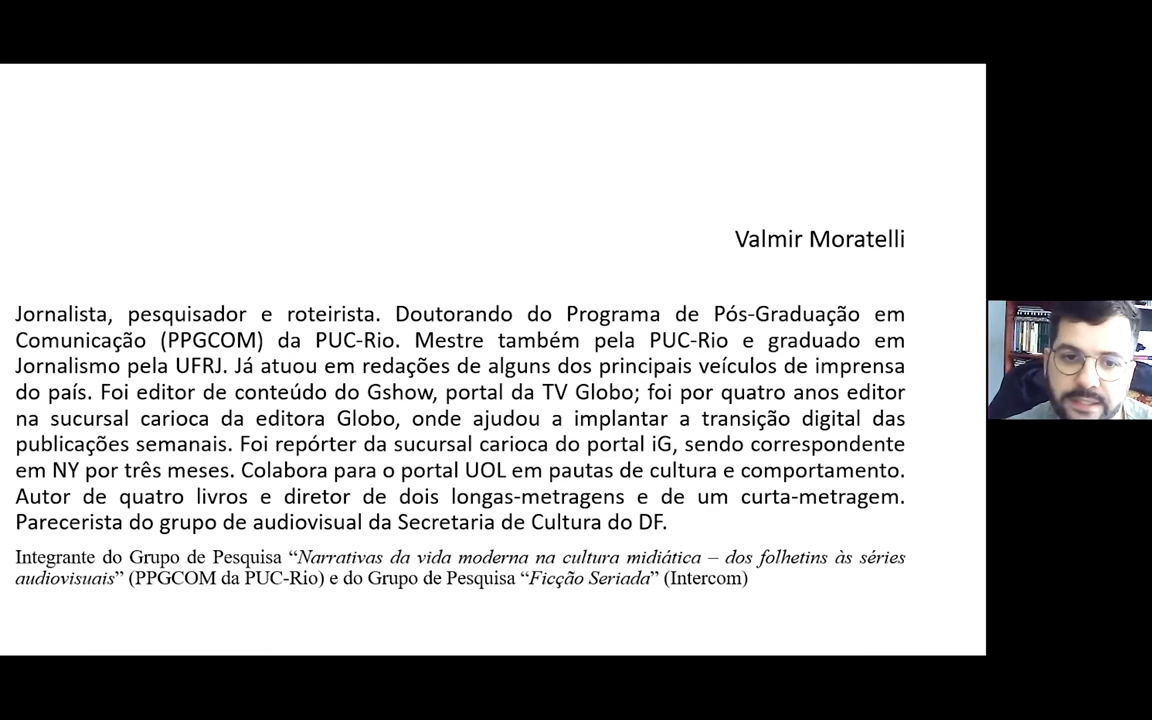 Valmir Moratelli
Jornalista, pesquisador e roteirista. Doutorando do Programa de Pós-Graduação em
Comunicação (PPGCOM) da PUC-Rio. Mestre também pela PUC-Rio e graduado em
Jornalismo pela UFRJ. Já atuou em redações de alguns dos principais veículos de imprensa
do país. Foi editor de conteúdo do Gshow, portal da TV Globo; foi por quatro anos editor
na sucursal carioca da editora Globo, onde ajudou a implantar a transição digital das
publicações semanais. Foi repórter da sucursal carioca do portal iG, sendo correspondente
em NY por três meses. Colabora para o portal UOL em pautas de cultura e comportamento.
Autor de quatro livros e diretor de dois longas-metragens e de um curta-metragem.
Parecerista do grupo de audiovisual da Secretaria de Cultura do DF.
Integrante do Grupo de Pesquisa “Narrativas da vida moderna na cultura midiática – dos folhetins às séries
audiovisuais” (PPGCOM da PUC-Rio) e do Grupo de Pesquisa “Ficção Seriada” (Intercom)